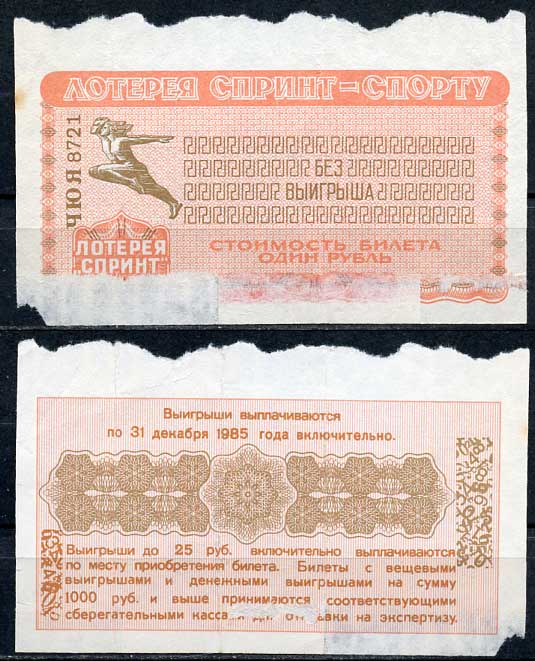 ЛОТЕРЕЯ СПРИНТ-СПОРТУ
ЧЮЯ 8721
БЕЗ
ВЫИГРЫША
ЛОТЕРЕЯ
"СПРИНТ"
СТОИМОСТЬ БИЛЕТА
ОДИН РУБЛЬ
Выигрыши выплачиваются
по 31 декабря 1985 года включительно.
Выигрыши до 25 руб. включительно выплачиваются
по месту приобретения билета. Билеты с вещевыми
выигрышами и денежными выигрышами на сумму
1000 руб. и выше принимаются соответствующими
сберегательными на экспертизу.